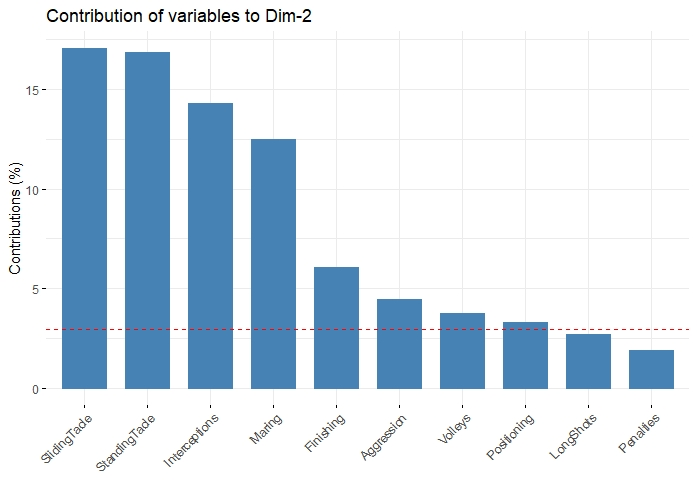 Contribution of variables to Dim-2
Contributions (%)
15
10
5
0
SlidingTackle
StandingTackle
Interceptions
Marking
Finishing
Aggression
Volleys
Positioning
LongShots
Penalties